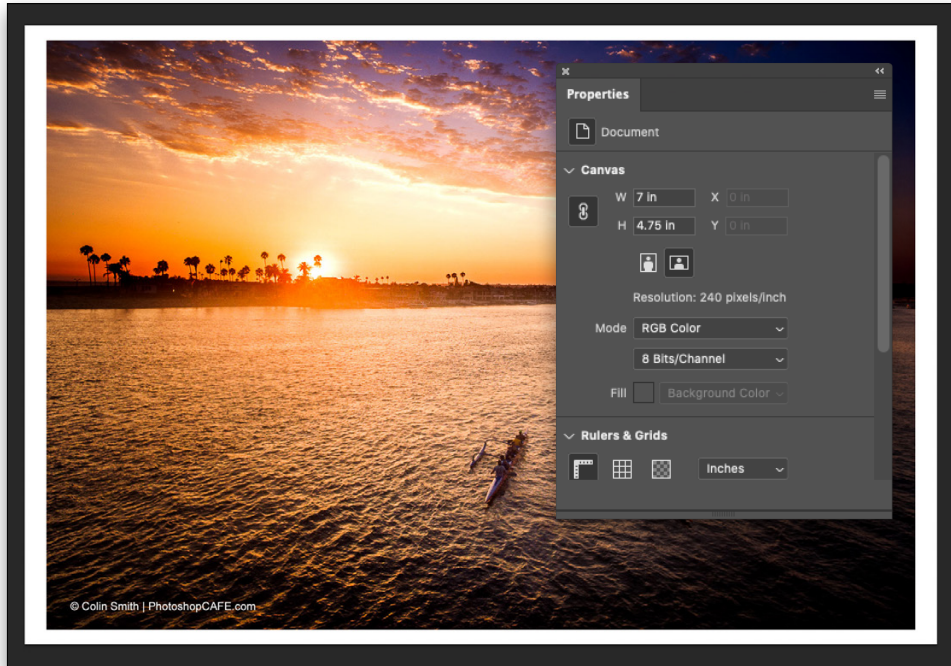 Properties
Document
Canvas
W 7 in X 0 in
H 4.75 in Y 0 in
Resolution: 240 pixels/inch
Mode RGB Color
8 Bits/Channel
Fill Background Color
Rulers & Grids
Inches
© Colin Smith | PhotoshopCAFE.com